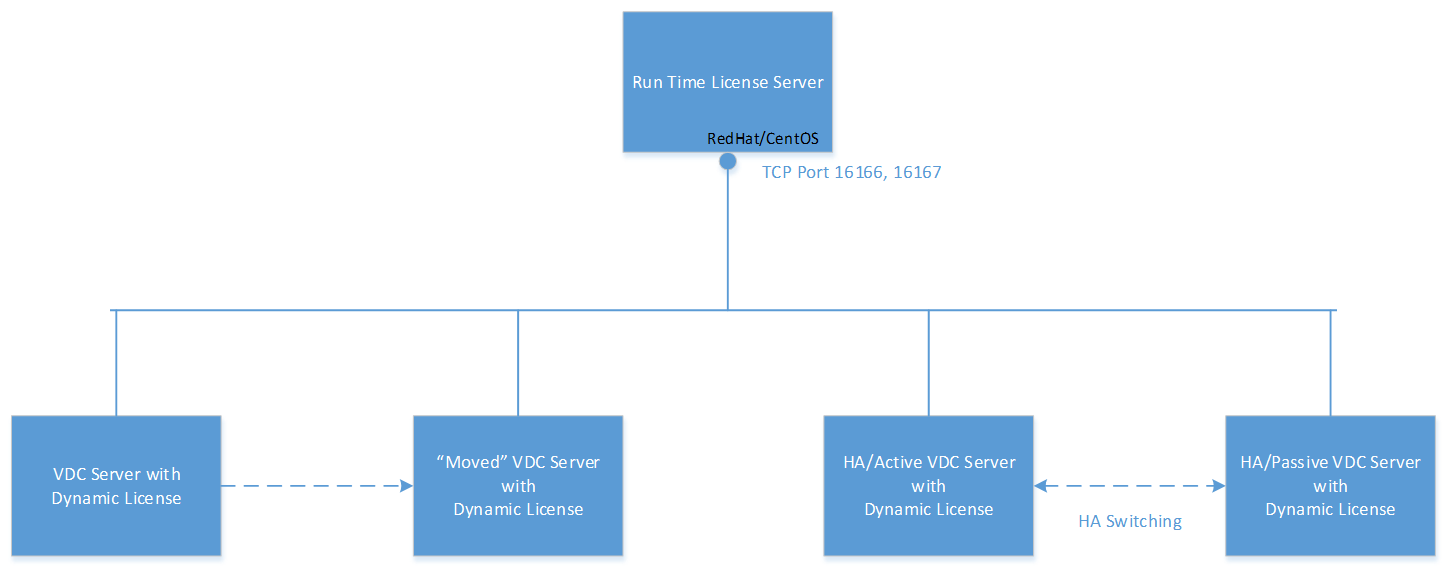 Run Time License Server
RedHat/CentOS
TCP Port 16166, 16167
VDC Server with
Dynamic License
“Moved” VDC Server
with
Dynamic License
HA/Active VDC Server
with
Dynamic License
HA/Passive VDC Server
with
Dynamic License
HA Switching